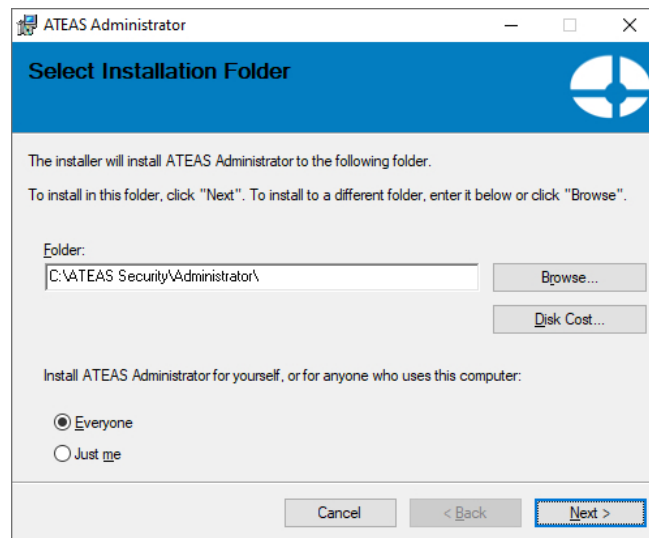 ATEAS Administrator
Select Installation Folder
The installer will install ATEAS Administrator to the following folder.
To install in this folder, click "Next". To install to a different folder, enter it below or click "Browse".
Folder:
C:\ATEAS Security\Administrator\
Browse...
Disk Cost...
Install ATEAS Administrator for yourself, or for anyone who uses this computer:
Everyone
Just me
Cancel < Back Next >